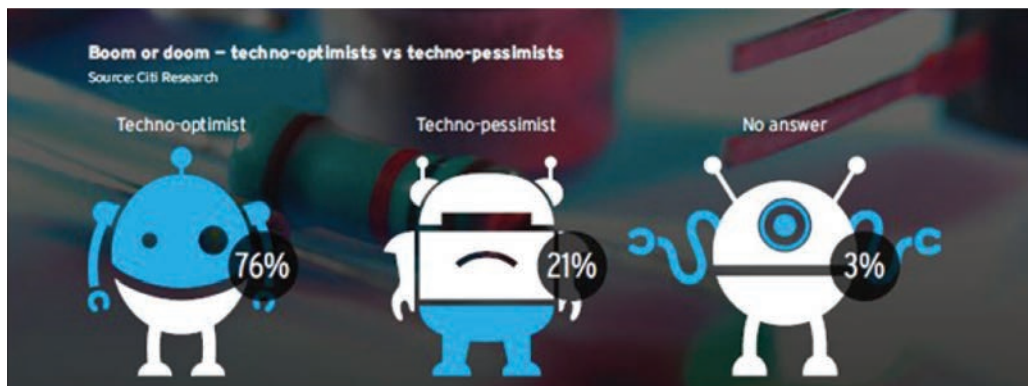 Boom or doom – techno-optimists vs techno-pessimists
Source: Citi Research
Techno-optimist
Techno-pessimist
No answer
76%
21%
3%